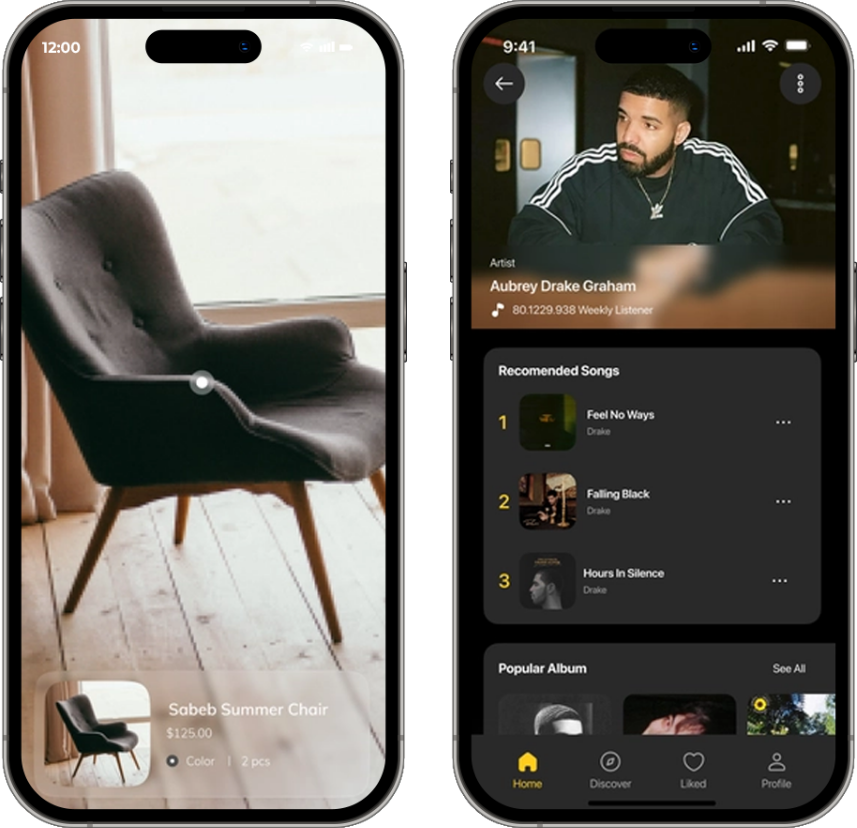 12:00
Sabeb Summer Chair
$125.00
Color | 2 pcs
9:41
Artist
Aubrey Drake Graham
80.1229.938 Weekly Listener
Recomended Songs
1 Feel No Ways
Drake
2 Falling Black
Drake
3 Hours In Silence
Drake
Popular Album See All
Home Discover Liked Profile